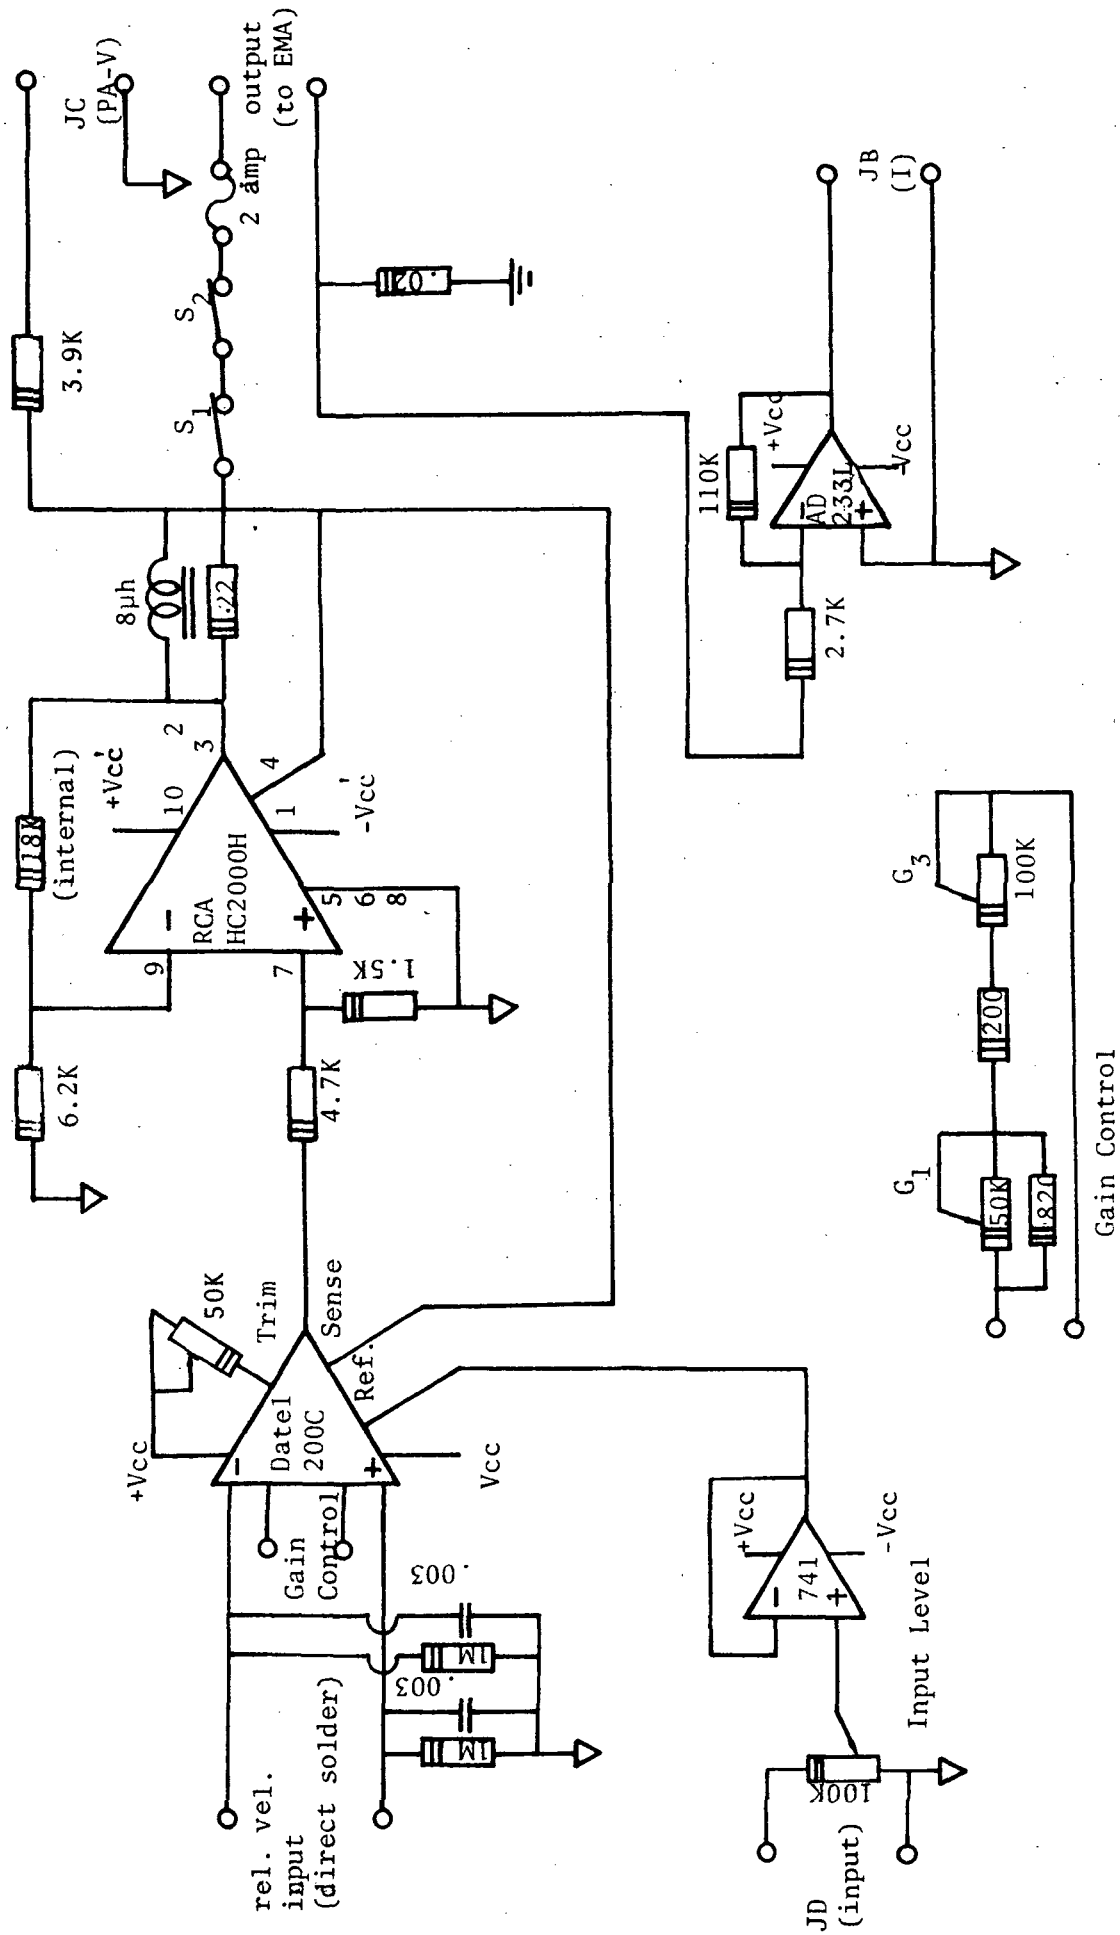 3.9K
JC
(PA-V)
18K
(internal)
6.2K
8µh
.22
S1
S2
2 amp
output
(to EMA)
.02
+Vcc'
10
2
3
4
1
-Vcc'
9
7
RCA
HC2000H
-
+
5
6
8
1.5K
4.7K
+Vcc
50K
Trim
Sense
Ref.
Datel
200C
-
+
Vcc
Gain
Control
rel. vel.
input
(direct solder)
.003
1M
.003
1M
110K
+Vcc
-Vcc
AD
233L
-
+
2.7K
JB
(I)
+Vcc
-Vcc
741
-
+
Input Level
100K
JD
(input)
G1
50K
820
200
G3
100K
Gain Control